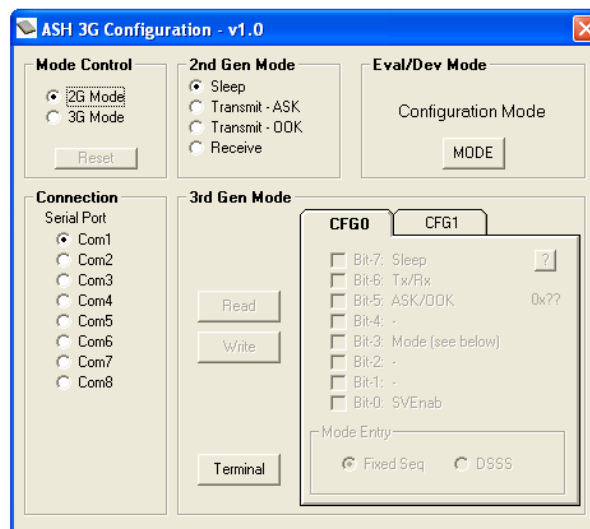 ASH 3G Configuration - v1.0
Mode Control
2G Mode
3G Mode
Reset
2nd Gen Mode
Sleep
Transmit - ASK
Transmit - OOK
Receive
Eval/Dev Mode
Configuration Mode
MODE
Connection
Serial Port
Com1
Com2
Com3
Com4
Com5
Com6
Com7
Com8
3rd Gen Mode
Read
Write
Terminal
CFG0 CFG1
Bit-7: Sleep ?
Bit-6: Tx/Rx
Bit-5: ASK/OOK 0x??
Bit-4: -
Bit-3: Mode (see below)
Bit-2: -
Bit-1: -
Bit-0: SVEnab
Mode Entry
Fixed Seq DSSS